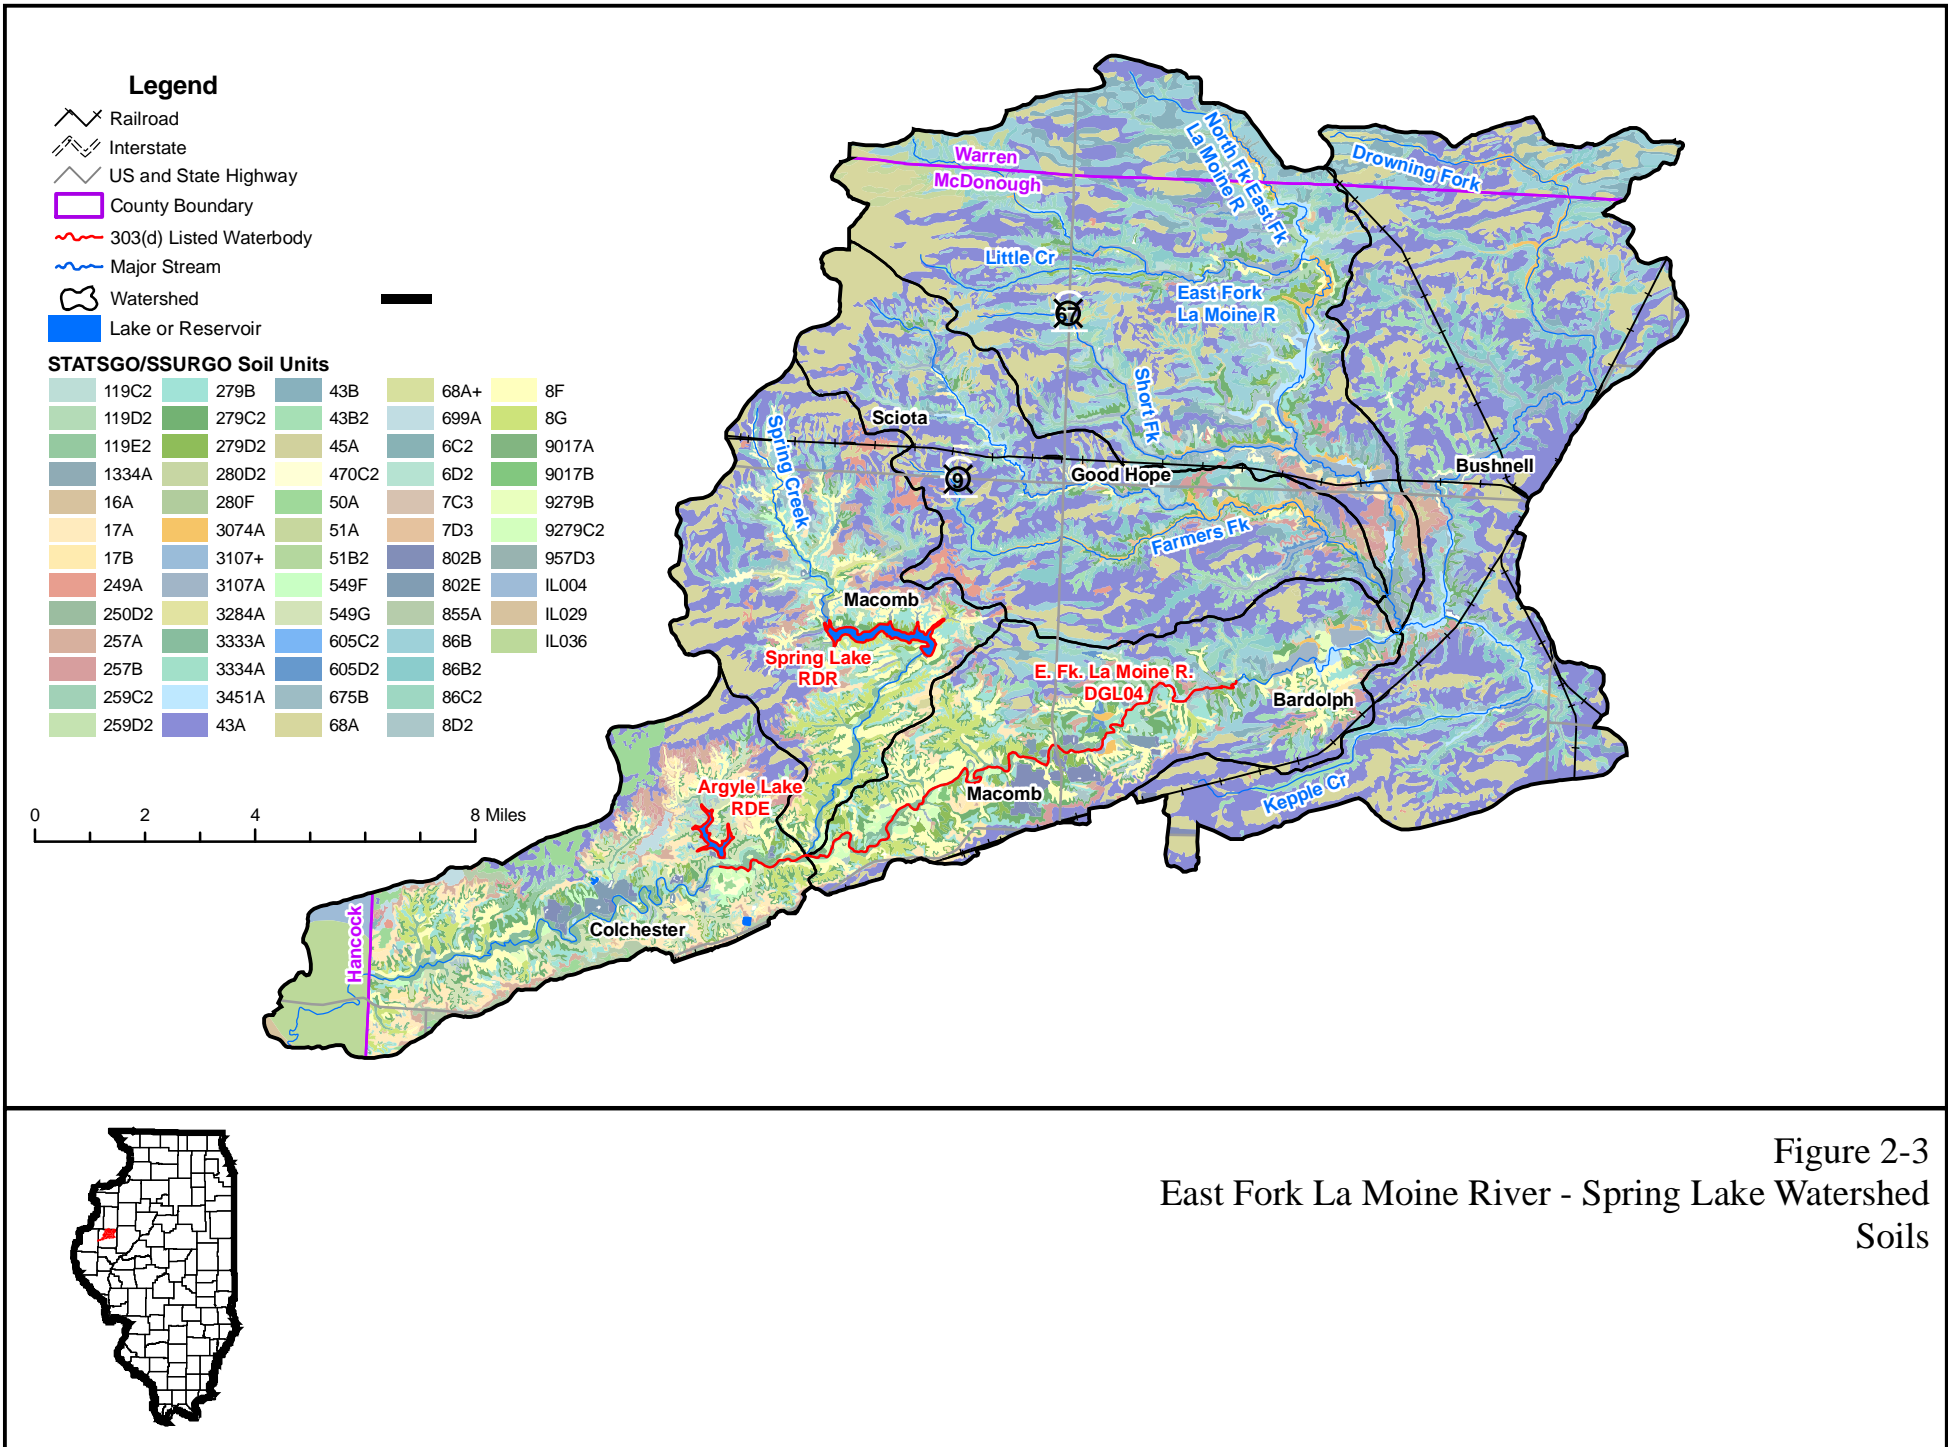 Legend
Railroad
Interstate
US and State Highway
County Boundary
303(d) Listed Waterbody
Major Stream
Watershed
Lake or Reservoir
STATSGO/SSURGO Soil Units
119C2
119D2
119E2
1334A
16A
17A
17B
249A
250D2
257A
257B
259C2
259D2
279B
279C2
279D2
280D2
280F
3074A
3107+
3107A
3284A
3333A
3334A
3451A
43A
43B
43B2
45A
470C2
50A
51A
51B2
549F
549G
605C2
605D2
675B
68A
68A+
699A
6C2
6D2
7C3
7D3
802B
802E
855A
86B
86B2
86C2
8D2
8F
8G
9017A
9017B
9279B
9279C2
957D3
IL004
IL029
IL036
0 2 4 8 Miles
Warren
McDonough
North Fk East Fk
La Moine R
Drowning Fork
Little Cr
East Fork
La Moine R
67
Short Fk
Sciota
Spring Creek
9
Good Hope
Bushnell
Farmers Fk
Macomb
Spring Lake
RDR
E. Fk. La Moine R.
DGL04
Bardolph
Argyle Lake
RDE
Macomb
Kepple Cr
Colchester
Hancock
Figure 2-3
East Fork La Moine River - Spring Lake Watershed
Soils